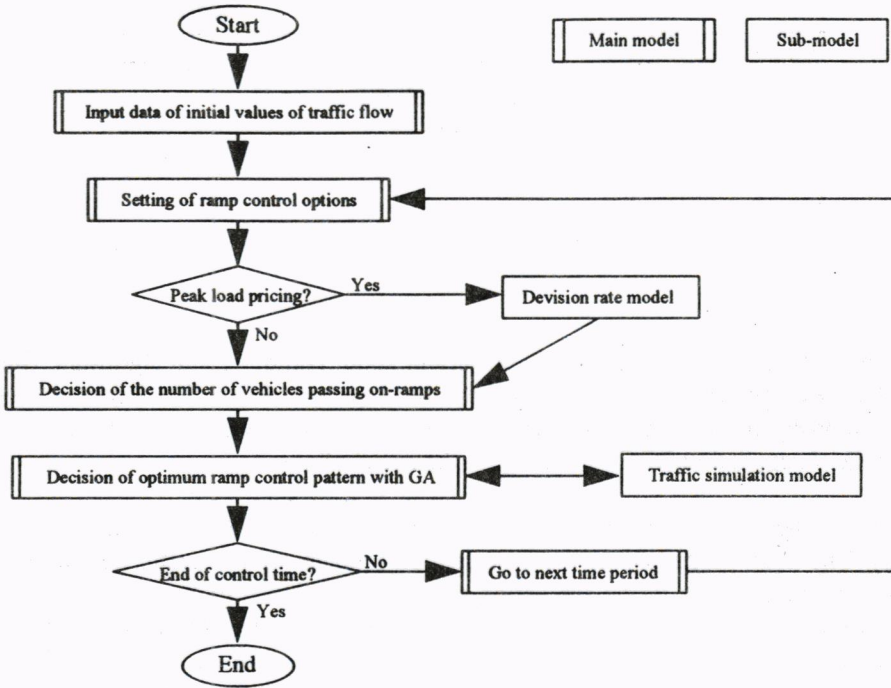 Start
Main model
Sub-model
Input data of initial values of traffic flow
Setting of ramp control options
Peak load pricing?
Yes
Devision rate model
No
Decision of the number of vehicles passing on-ramps
Decision of optimum ramp control pattern with GA
Traffic simulation model
End of control time?
No
Go to next time period
Yes
End